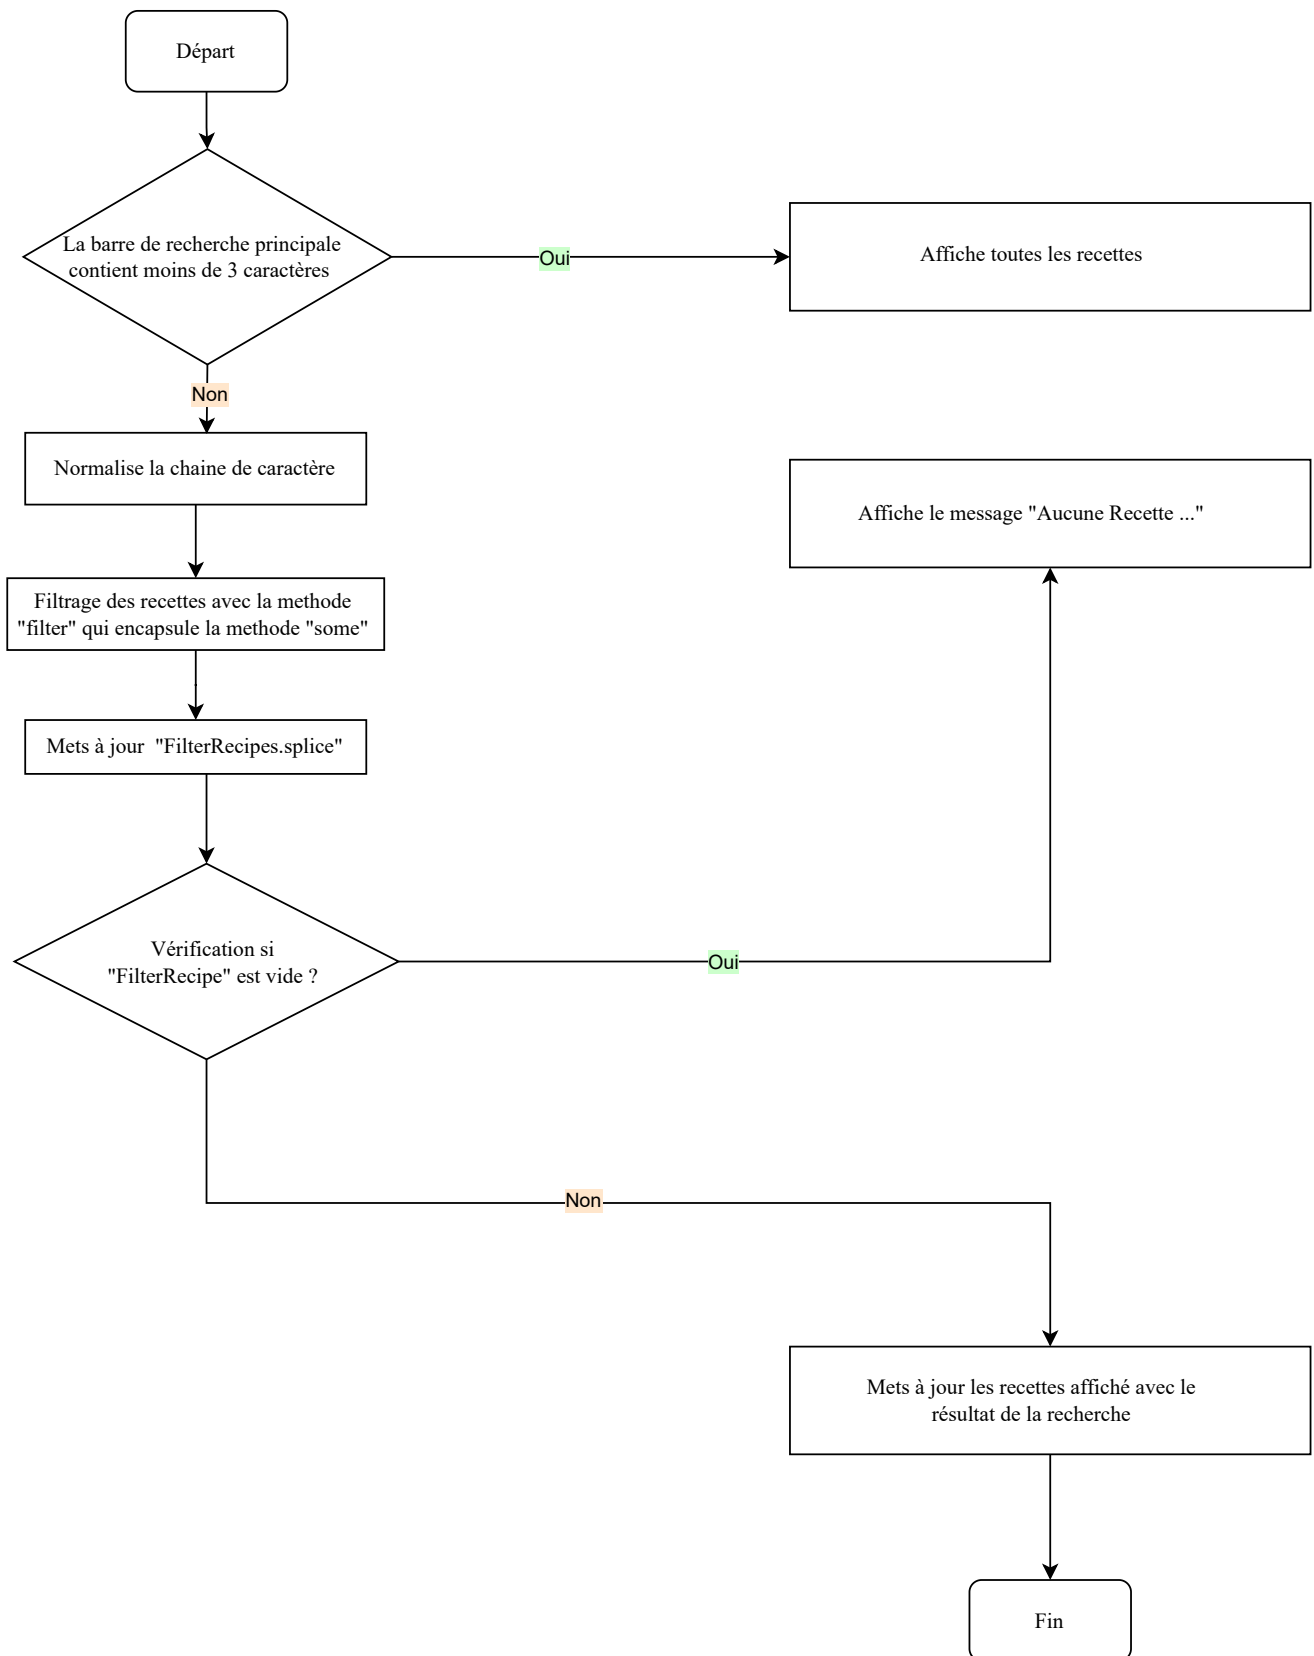 Départ
La barre de recherche principale
contient moins de 3 caractères
Oui
Affiche toutes les recettes
Non
Normalise la chaine de caractère
Affiche le message "Aucune Recette ..."
Filtrage des recettes avec la methode
"filter" qui encapsule la methode "some"
Mets à jour  "FilterRecipes.splice"
Vérification si
"FilterRecipe" est vide ?
Oui
Non
Mets à jour les recettes affiché avec le
résultat de la recherche
Fin